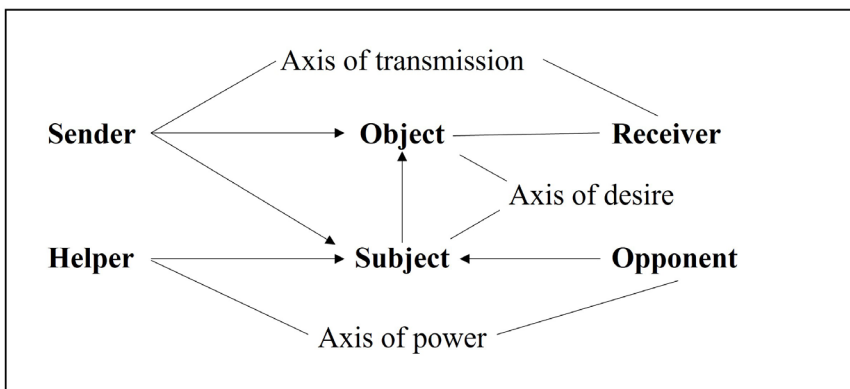 Axis of transmission
Sender Object Receiver
Axis of desire
Helper Subject Opponent
Axis of power